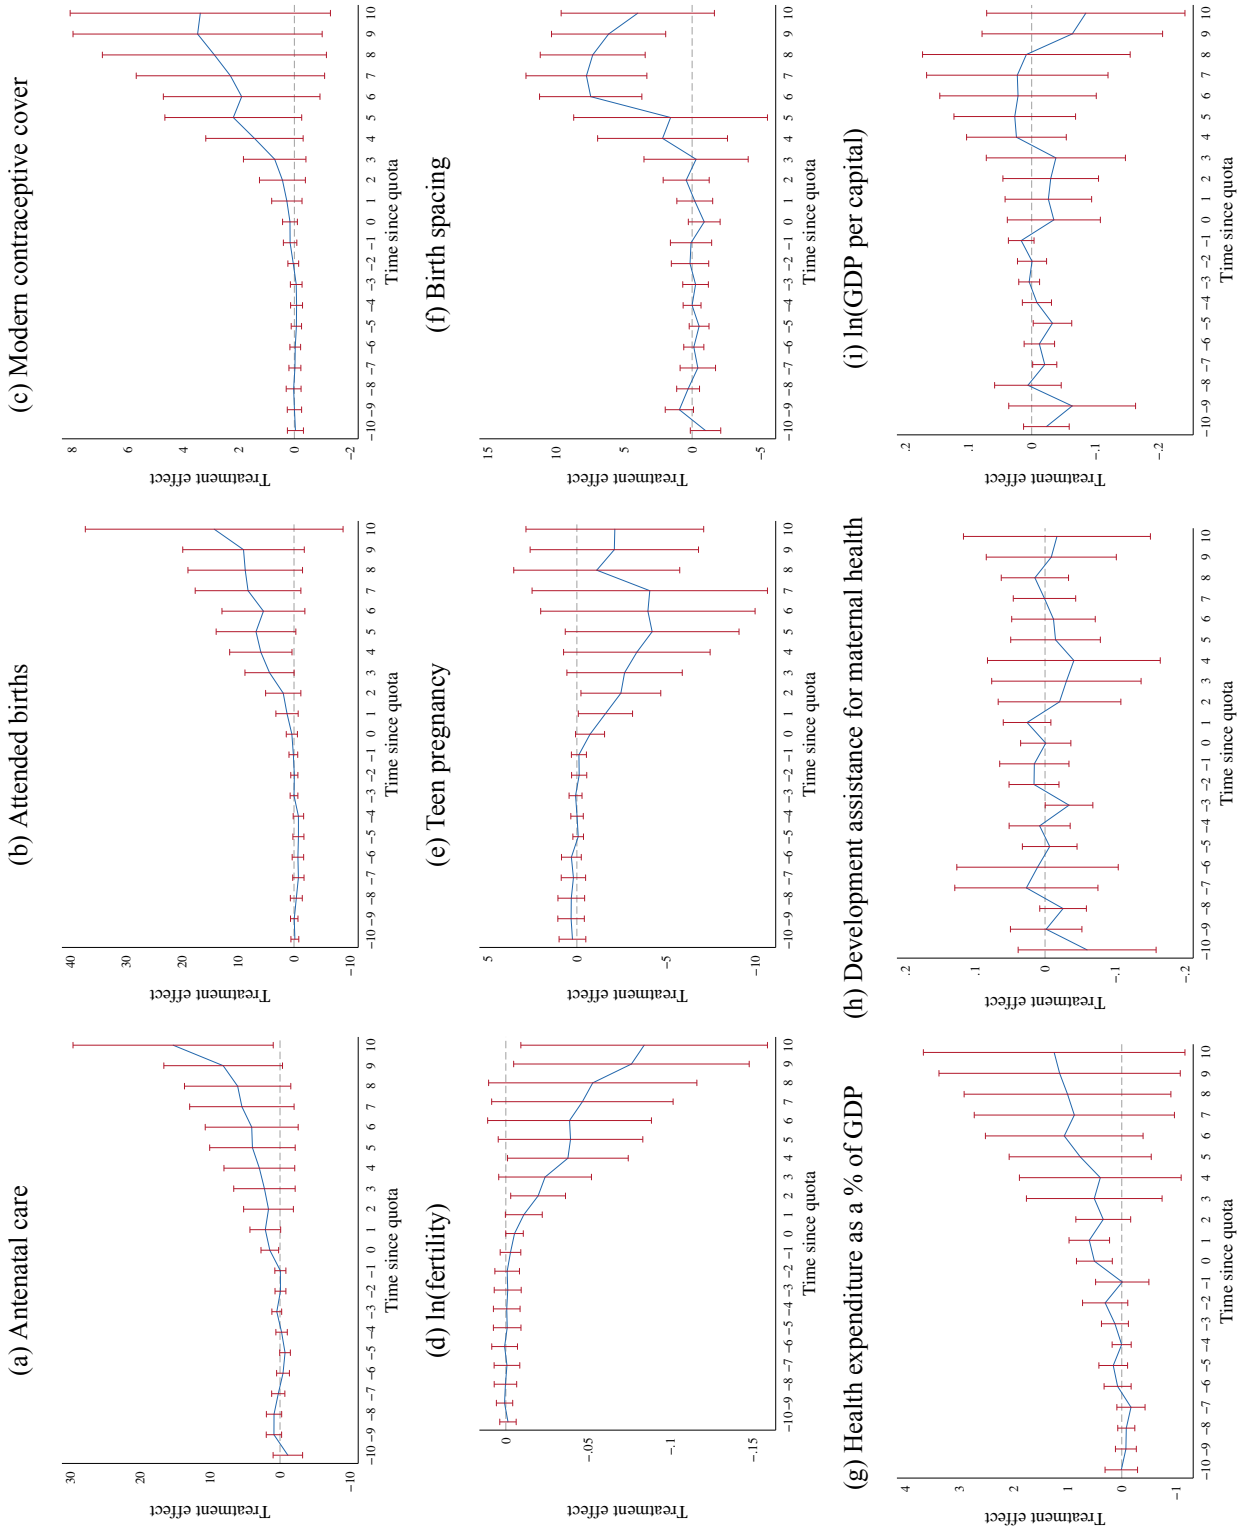 (a) Antenatal care
Treatment effect
30
20
10
0
−10 −9 −8 −7 −6 −5 −4 −3 −2 −1 0 1 2 3 4 5 6 7 8 9 10
Time since quota
(b) Attended births
Treatment effect
40
30
20
10
0
−10
−10 −9 −8 −7 −6 −5 −4 −3 −2 −1 0 1 2 3 4 5 6 7 8 9 10
Time since quota
(c) Modern contraceptive cover
Treatment effect
8
6
4
2
0
−2
−10 −9 −8 −7 −6 −5 −4 −3 −2 −1 0 1 2 3 4 5 6 7 8 9 10
Time since quota
(d) ln(fertility)
Treatment effect
0
−.05
−.1
−.15
−10 −9 −8 −7 −6 −5 −4 −3 −2 −1 0 1 2 3 4 5 6 7 8 9 10
Time since quota
(e) Teen pregnancy
Treatment effect
5
0
−5
−10
−10 −9 −8 −7 −6 −5 −4 −3 −2 −1 0 1 2 3 4 5 6 7 8 9 10
Time since quota
(f) Birth spacing
Treatment effect
15
10
5
0
−5
−10 −9 −8 −7 −6 −5 −4 −3 −2 −1 0 1 2 3 4 5 6 7 8 9 10
Time since quota
(g) Health expenditure as a % of GDP
Treatment effect
4
3
2
1
0
−1
−10 −9 −8 −7 −6 −5 −4 −3 −2 −1 0 1 2 3 4 5 6 7 8 9 10
Time since quota
(h) Development assistance for maternal health
Treatment effect
.2
.1
0
−.1
−.2
−10 −9 −8 −7 −6 −5 −4 −3 −2 −1 0 1 2 3 4 5 6 7 8 9 10
Time since quota
(i) ln(GDP per capital)
Treatment effect
.2
.1
0
−.1
−.2
−10 −9 −8 −7 −6 −5 −4 −3 −2 −1 0 1 2 3 4 5 6 7 8 9 10
Time since quota